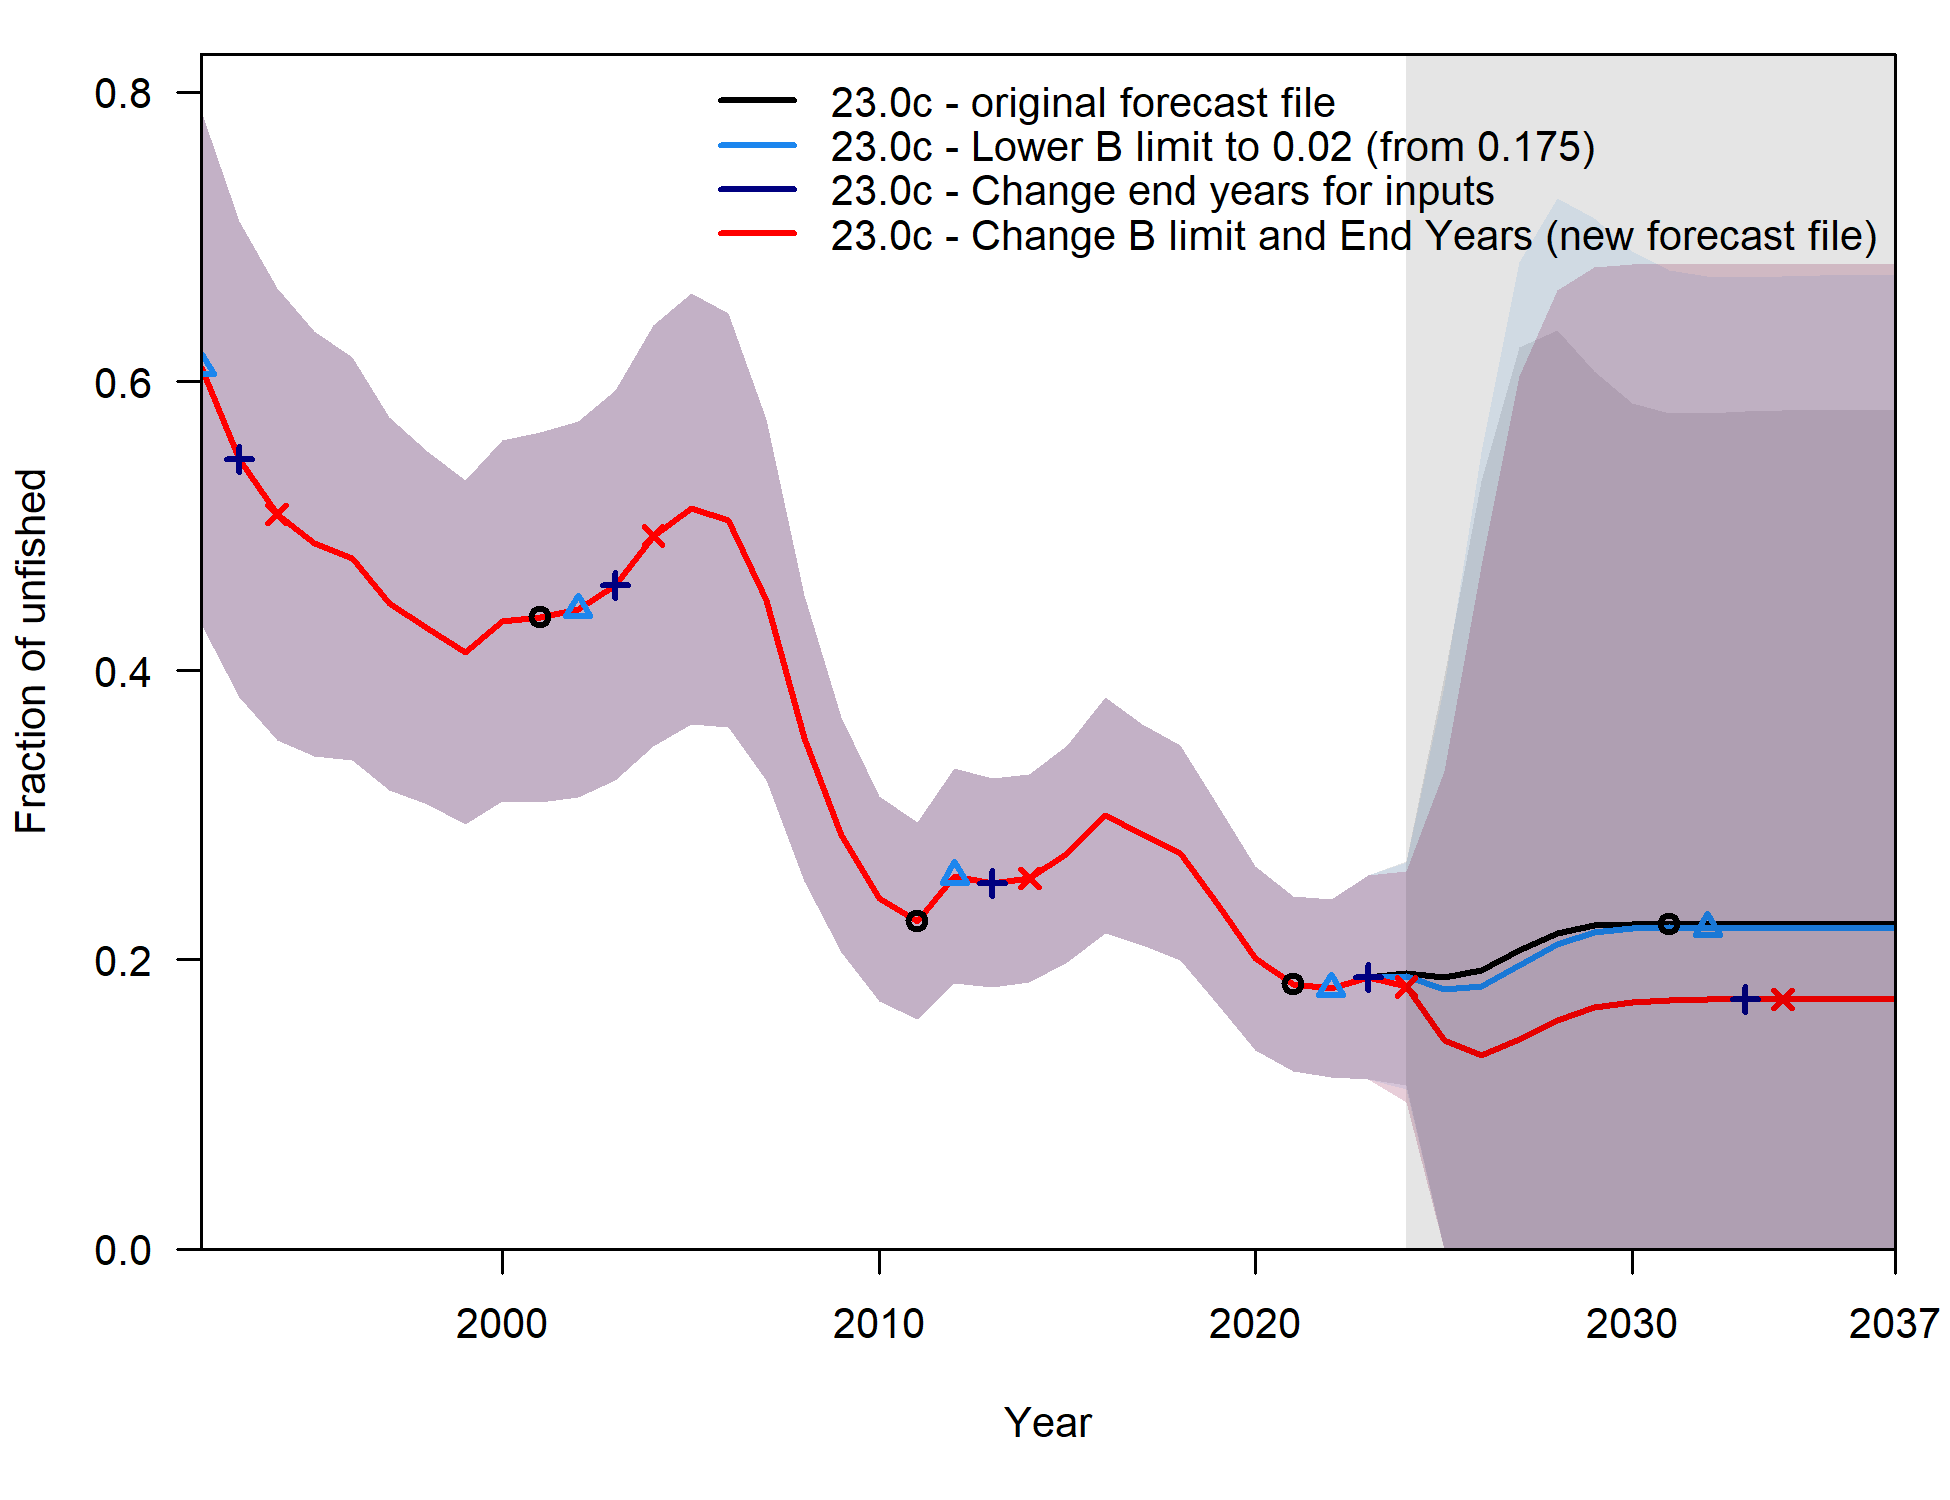 23.0c - original forecast file
23.0c - Lower B limit to 0.02 (from 0.175)
23.0c - Change end years for inputs
23.0c - Change B limit and End Years (new forecast file)
Fraction of unfished
0.8
0.6
0.4
0.2
0.0
2000
2010
2020
2030
2037
Year